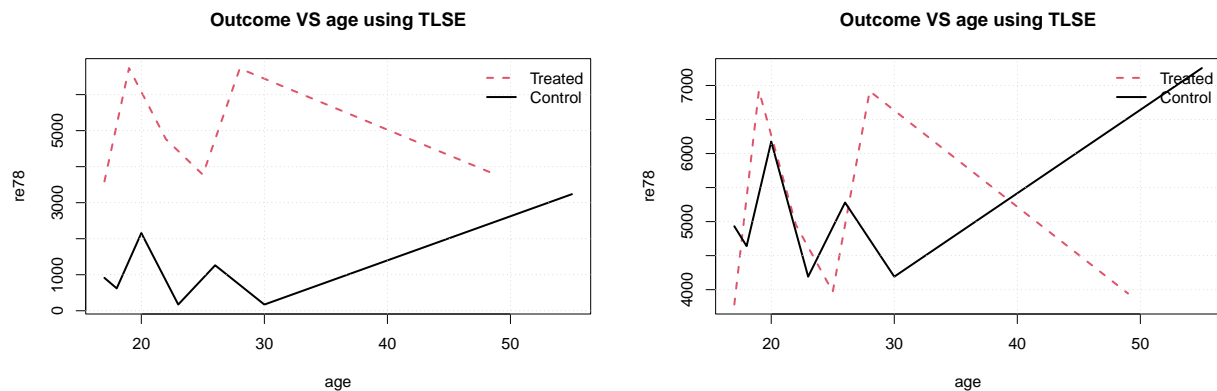 Outcome VS age using TLSE
Treated
Control
re78
0 1000 3000 5000
20 30 40 50
age
Outcome VS age using TLSE
Treated
Control
re78
4000 5000 6000 7000
20 30 40 50
age